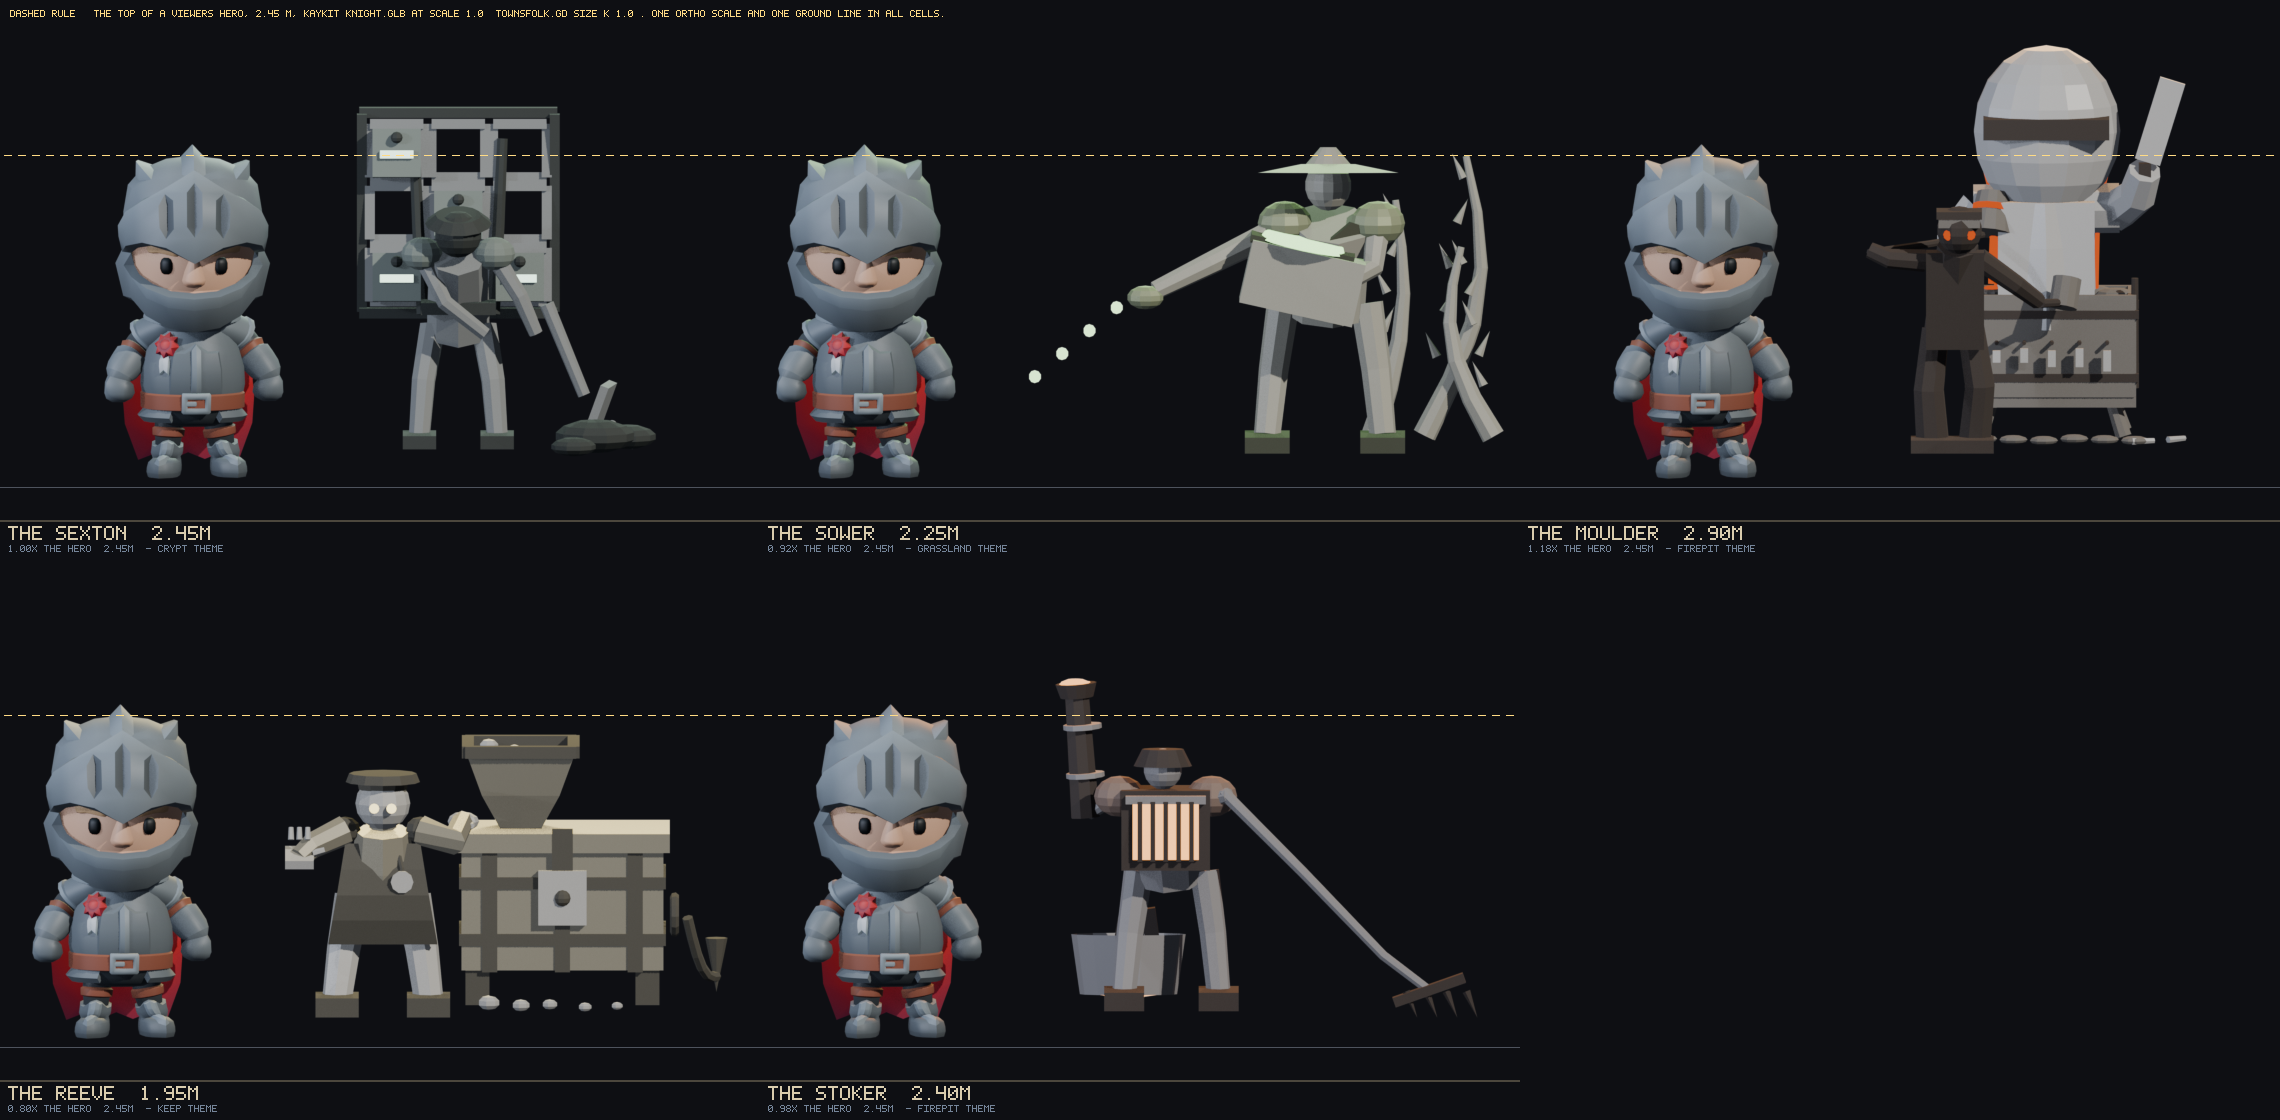 DASHED RULE THE TOP OF A VIEWERS HERO, 2.45 M, KAYKIT KNIGHT.GLB AT SCALE 1.0 TOWNSFOLK.GD SIZE K 1.0 . ONE ORTHO SCALE AND ONE GROUND LINE IN ALL CELLS.
THE SEXTON 2.45M
1.00X THE HERO 2.45M – CRYPT THEME
THE SOWER 2.25M
0.92X THE HERO 2.45M – GRASSLAND THEME
THE MOULDER 2.90M
1.18X THE HERO 2.45M – FIREPIT THEME
THE REEVE 1.95M
0.80X THE HERO 2.45M – KEEP THEME
THE STOKER 2.40M
0.98X THE HERO 2.45M – FIREPIT THEME